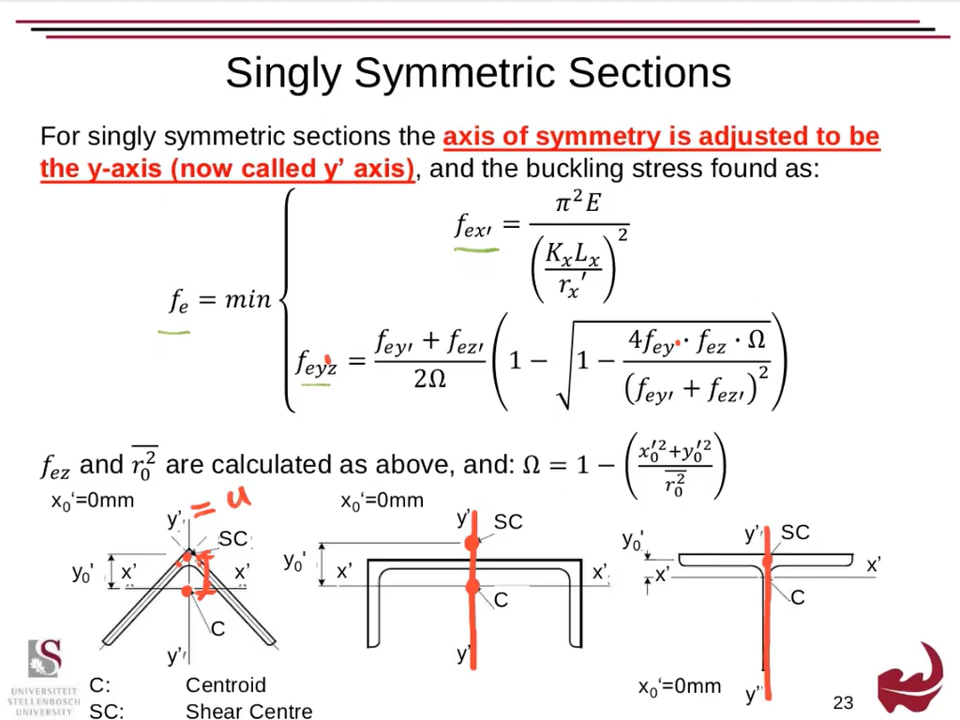 Singly Symmetric Sections
For singly symmetric sections the axis of symmetry is adjusted to be
the y-axis (now called y’ axis), and the buckling stress found as:
f_ex′ = π²E / (K_xL_x / r_x′)²
f_e = min {
f_eyz = (f_ey′ + f_ez′) / 2Ω (1 − √(1 − 4f_ey · f_ez · Ω / (f_ey′ + f_ez′)²))
f_ez and r₀² are calculated as above, and: Ω = 1 − ((x₀′² + y₀′²) / r₀²)
x₀‘=0mm
x₀‘=0mm
y’ = u
SC
y’
SC
y’
SC
y₀'
x’
x’
y₀'
x’
x’
y₀'
x’
x’
C
C
C
y’
y’
x₀‘=0mm
y’
C: Centroid
SC: Shear Centre
UNIVERSITEIT
STELLENBOSCH
UNIVERSITY
23